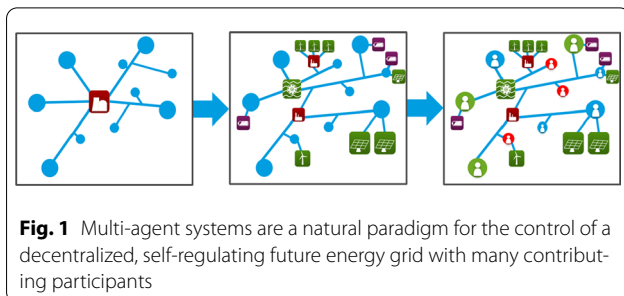 Fig. 1 Multi-agent systems are a natural paradigm for the control of a
decentralized, self-regulating future energy grid with many contribut-
ing participants